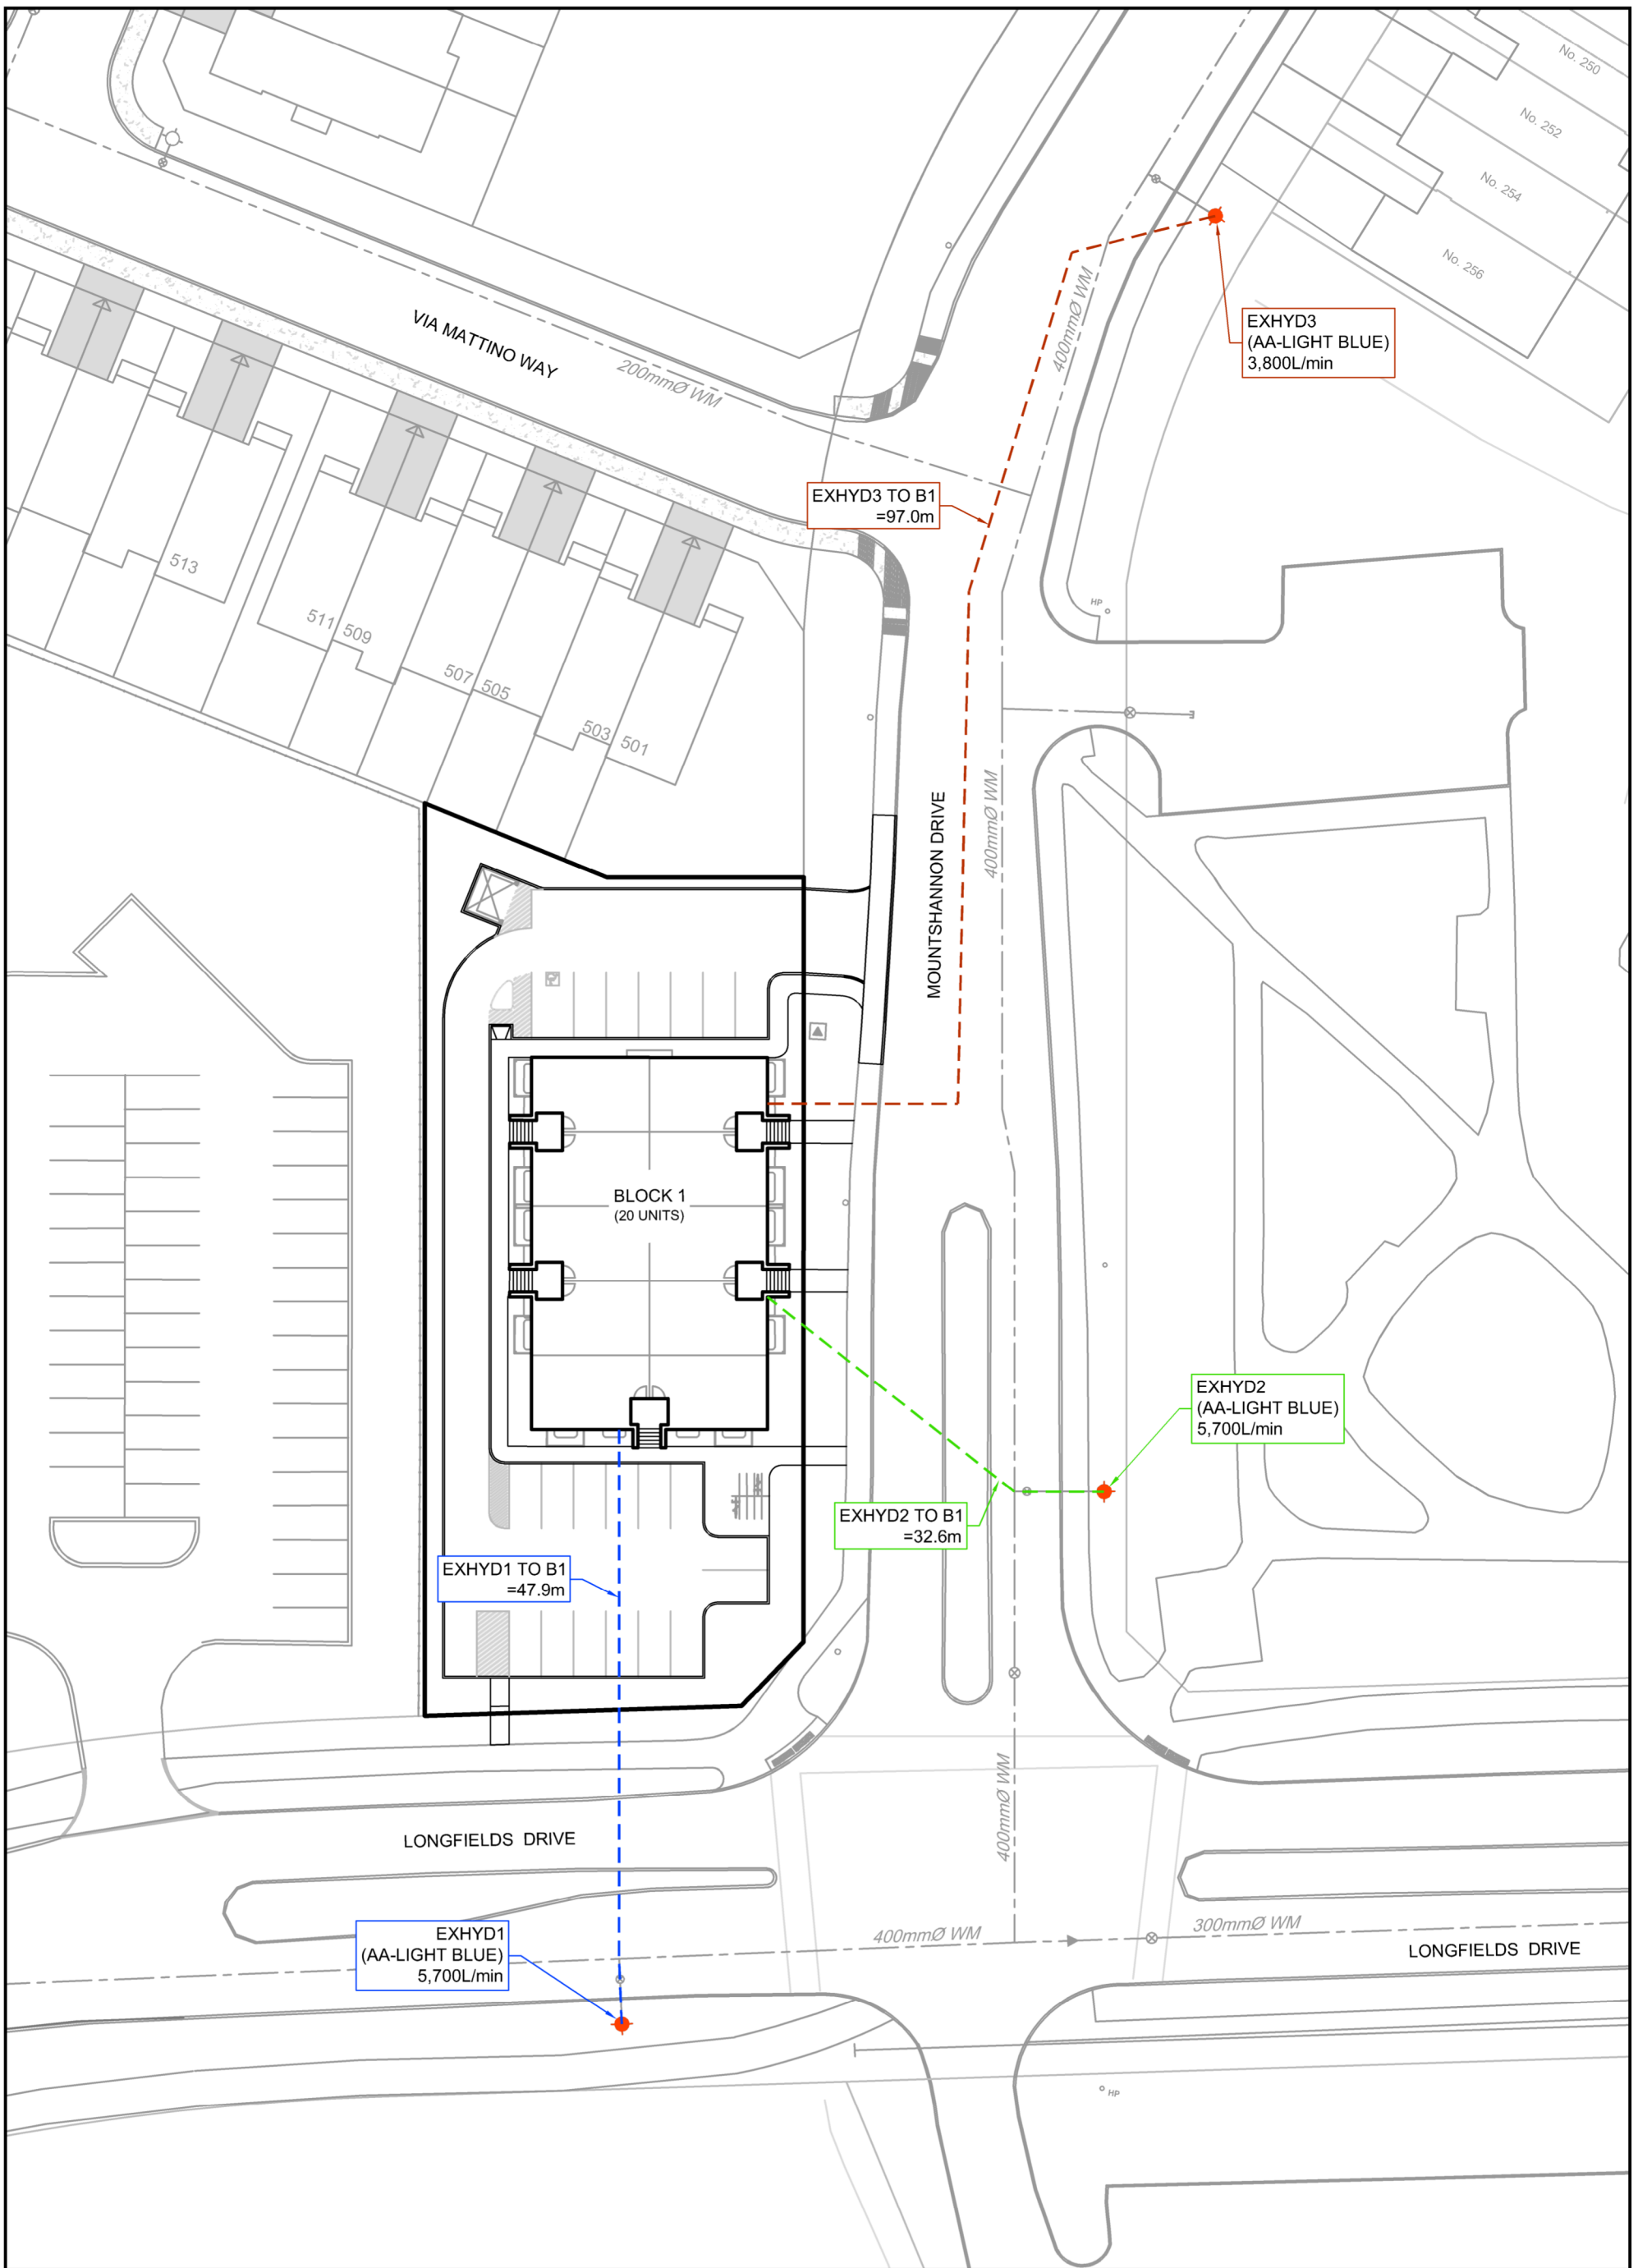 No. 250
No. 252
No. 254
No. 256
VIA MATTINO WAY
200mmØ WM
400mmØ WM
EXHYD3
(AA-LIGHT BLUE)
3,800L/min
EXHYD3 TO B1
=97.0m
513
511
509
507
505
503
501
HP
MOUNTSHANNON DRIVE
400mmØ WM
BLOCK 1
(20 UNITS)
EXHYD2
(AA-LIGHT BLUE)
5,700L/min
EXHYD2 TO B1
=32.6m
EXHYD1 TO B1
=47.9m
400mmØ WM
LONGFIELDS DRIVE
EXHYD1
(AA-LIGHT BLUE)
5,700L/min
400mmØ WM
300mmØ WM
LONGFIELDS DRIVE
HP